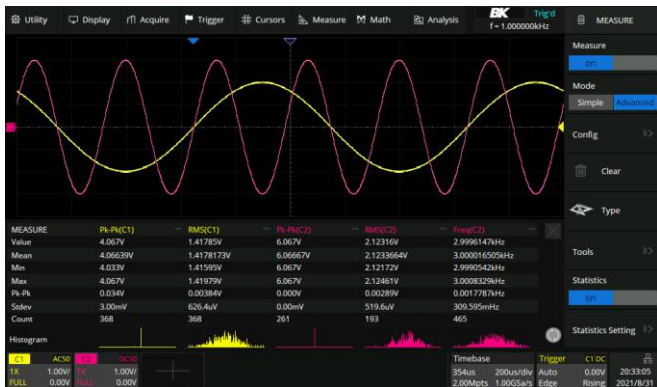 Utility Display Acquire Trigger Cursors Measure Math Analysis BK Trig'd MEASURE
f = 1.000000kHz
Measure
on
Mode
Simple Advanced
Config
Clear
Type
Tools
Statistics
on
Statistics Setting
MEASURE Pk-Pk(C1) RMS(C1) Pk-Pk(C2) RMS(C2) Freq(C2)
Value 4.067V 1.41785V 6.067V 2.12316V 2.9996147kHz
Mean 4.06639V 1.4178173V 6.06667V 2.1233664V 3.000016505kHz
Min 4.033V 1.41595V 6.067V 2.12172V 2.9990542kHz
Max 4.067V 1.41979V 6.067V 2.12461V 3.0008329kHz
Pk-Pk 0.034V 0.00384V 0.000V 0.00289V 0.0017787kHz
Stdev 3.00mV 626.4uV 0.00mV 519.6uV 309.595mHz
Count 368 368 261 193 465
Histogram
C1 AC50 C2 DC50 Timebase Trigger C1 DC
1X 1.00V/ 1X 1.00V/ 354us 200us/div Auto 0.00V 20:33:05
FULL 0.00V FULL 0.00V 2.00Mpts 1.00GSa/s Edge Rising 2021/8/31